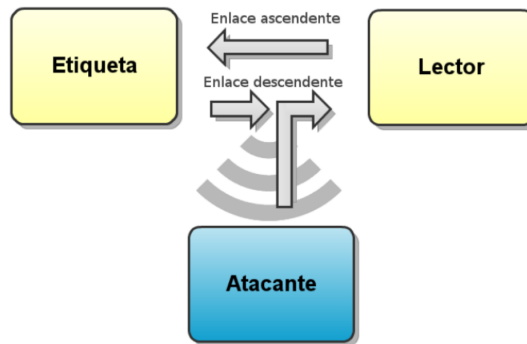 Enlace ascendente
Etiqueta
Lector
Enlace descendente
Atacante